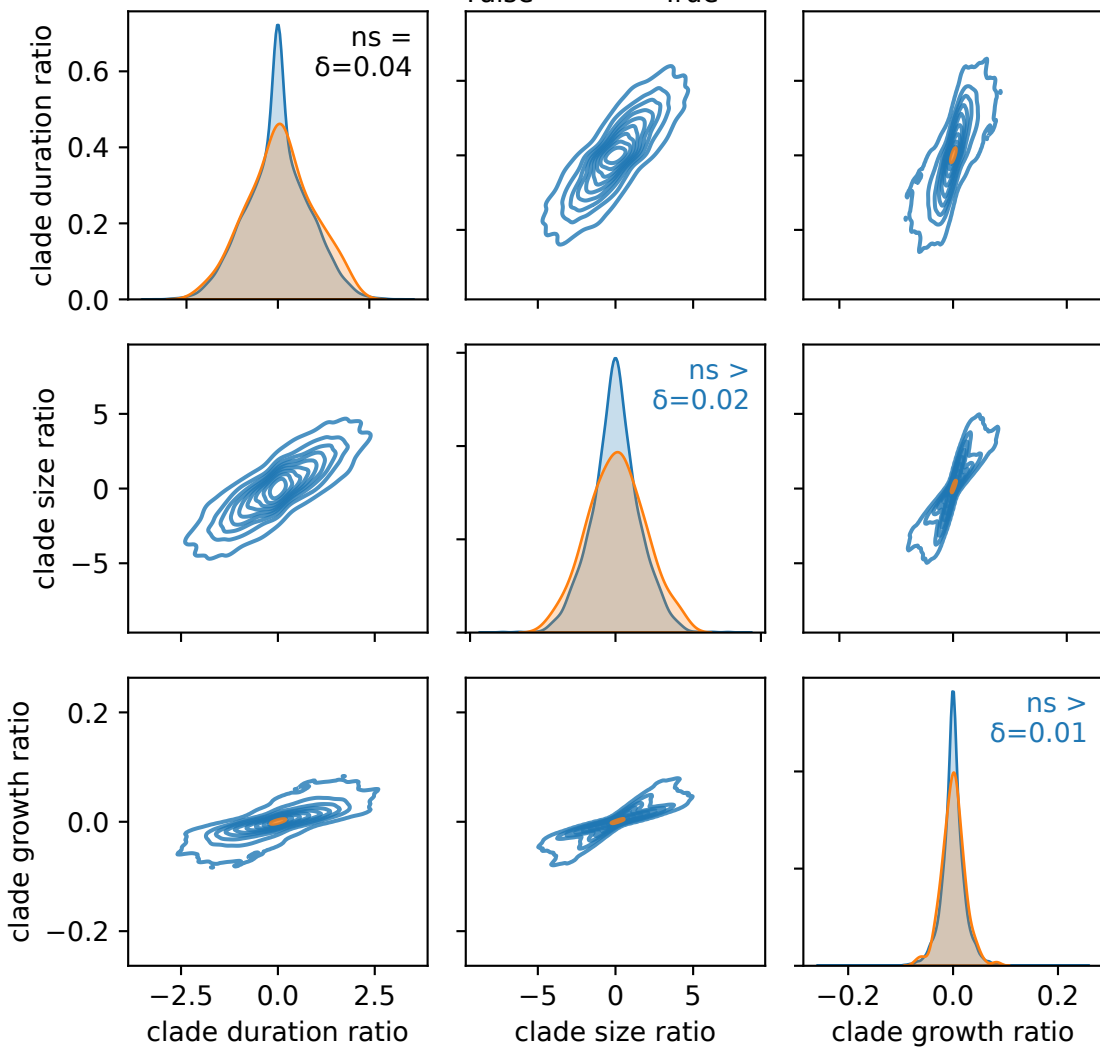 clade duration ratio
0.6
0.4
0.2
0.0
ns =
δ=0.04
clade size ratio
5
0
−5
ns >
δ=0.02
clade growth ratio
0.2
0.0
−0.2
ns >
δ=0.01
−2.5 0.0 2.5
−5 0 5
−0.2 0.0 0.2
clade duration ratio
clade size ratio
clade growth ratio